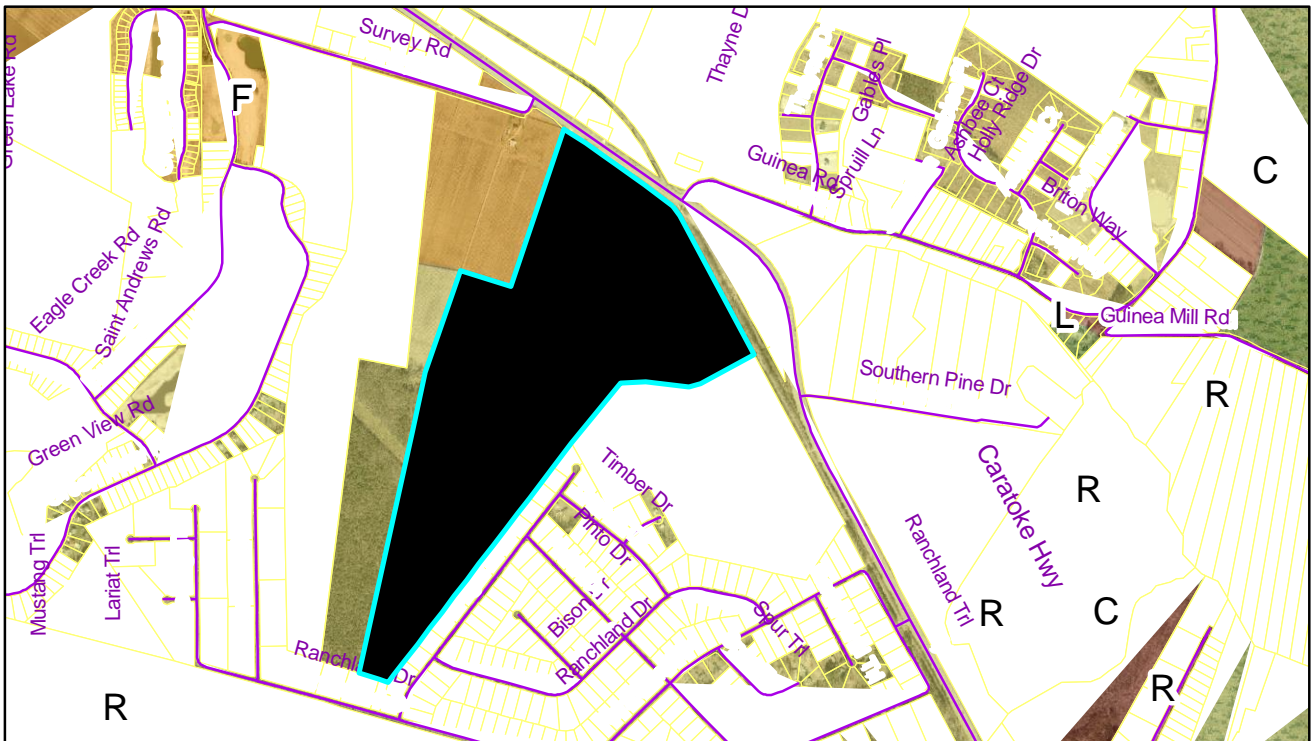 Survey Rd
Thayne D
Green Lake Rd
F
Gables Pl
Ashbee Ct
Holly Ridge Dr
C
Guinea Rd
Spruill Ln
Briton Way
Eagle Creek Rd
Saint Andrews Rd
L
Guinea Mill Rd
Southern Pine Dr
R
Green View Rd
Timber Dr
Caratoke Hwy
R
Pinto Dr
Mustang Trl
Lariat Trl
Ranchland Trl
Bison
Ranchland Dr
Spur Trl
R
C
Dr
R
R